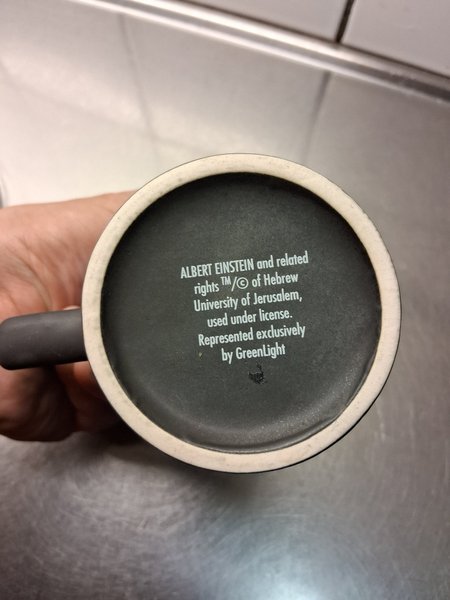 ALBERT EINSTEIN and related
rights ™/© of Hebrew
University of Jerusalem,
used under license.
Represented exclusively
by GreenLight